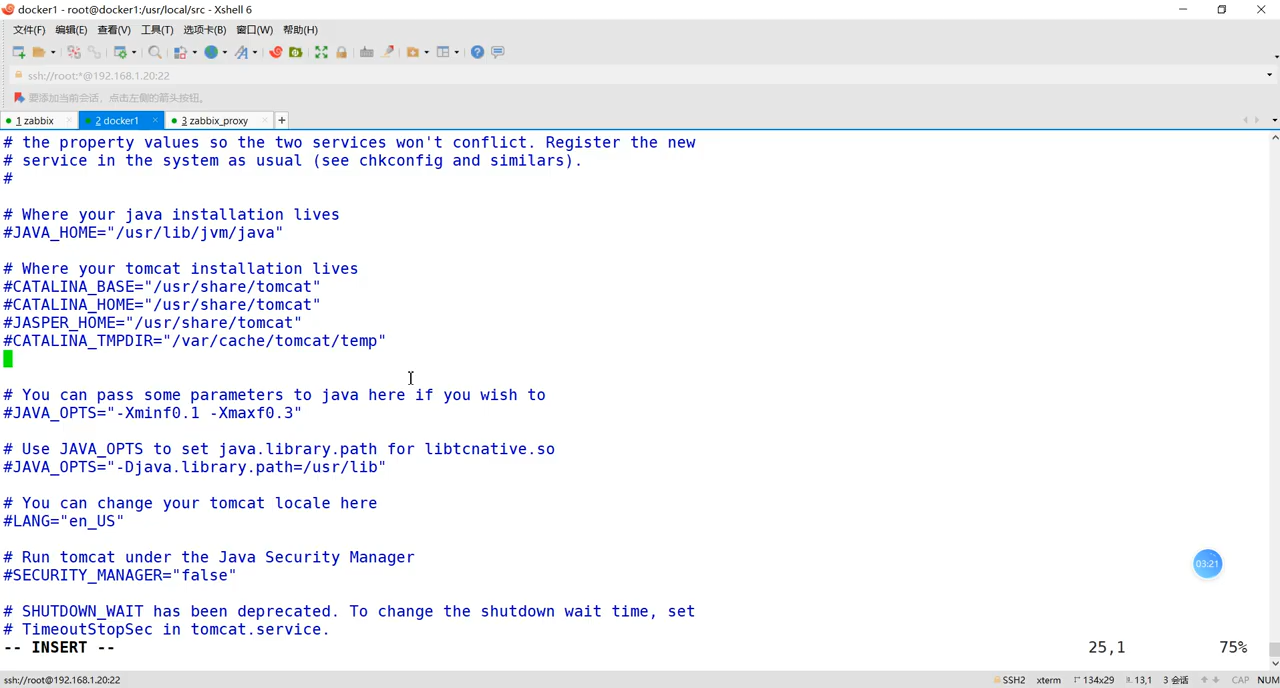 docker1 - root@docker1:/usr/local/src - Xshell 6
文件(F) 编辑(E) 查看(V) 工具(T) 选项卡(B) 窗口(W) 帮助(H)
ssh://root:*@192.168.1.20:22
要添加当前会话，点击左侧的箭头按钮。
1 zabbix × 2 docker1 × 3 zabbix_proxy × +
# the property values so the two services won't conflict. Register the new
# service in the system as usual (see chkconfig and similars).
#
# Where your java installation lives
#JAVA_HOME="/usr/lib/jvm/java"
# Where your tomcat installation lives
#CATALINA_BASE="/usr/share/tomcat"
#CATALINA_HOME="/usr/share/tomcat"
#JASPER_HOME="/usr/share/tomcat"
#CATALINA_TMPDIR="/var/cache/tomcat/temp"
# You can pass some parameters to java here if you wish to
#JAVA_OPTS="-Xminf0.1 -Xmaxf0.3"
# Use JAVA_OPTS to set java.library.path for libtcnative.so
#JAVA_OPTS="-Djava.library.path=/usr/lib"
# You can change your tomcat locale here
#LANG="en_US"
# Run tomcat under the Java Security Manager
#SECURITY_MANAGER="false"
03:21
# SHUTDOWN_WAIT has been deprecated. To change the shutdown wait time, set
# TimeoutStopSec in tomcat.service.
-- INSERT -- 25,1 75%
ssh://root@192.168.1.20:22 SSH2 xterm 134x29 13,1 3 会话 CAP NUM